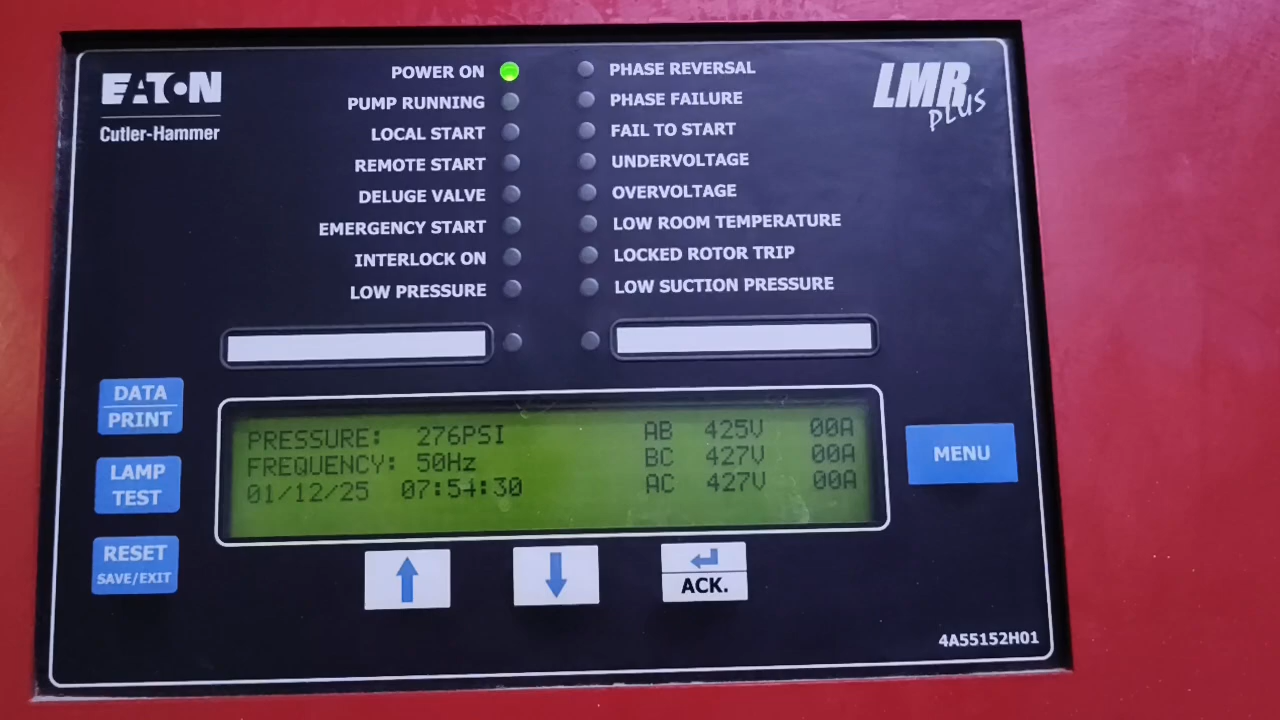 EATON
Cutler-Hammer
LMR
PLUS
POWER ON
PUMP RUNNING
LOCAL START
REMOTE START
DELUGE VALVE
EMERGENCY START
INTERLOCK ON
LOW PRESSURE
PHASE REVERSAL
PHASE FAILURE
FAIL TO START
UNDERVOLTAGE
OVERVOLTAGE
LOW ROOM TEMPERATURE
LOCKED ROTOR TRIP
LOW SUCTION PRESSURE
DATA
PRINT
LAMP
TEST
RESET
SAVE/EXIT
PRESSURE: 276PSI AB 425V 00A
FREQUENCY: 50Hz BC 427V 00A
01/12/25 07:54:30 AC 427V 00A
MENU
ACK.
4A55152H01